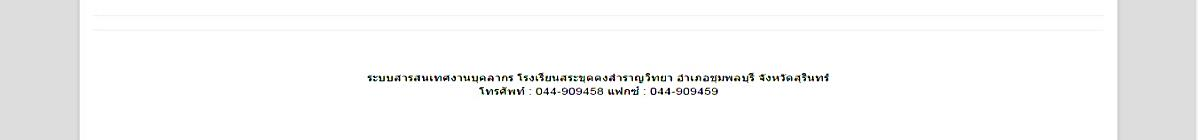 ระบบสารสนเทศงานบุคลากร โรงเรียนสระขุดดงสำราญวิทยา อำเภอชุมพลบุรี จังหวัดสุรินทร์
โทรศัพท์ : 044-909458 แฟกซ์ : 044-909459